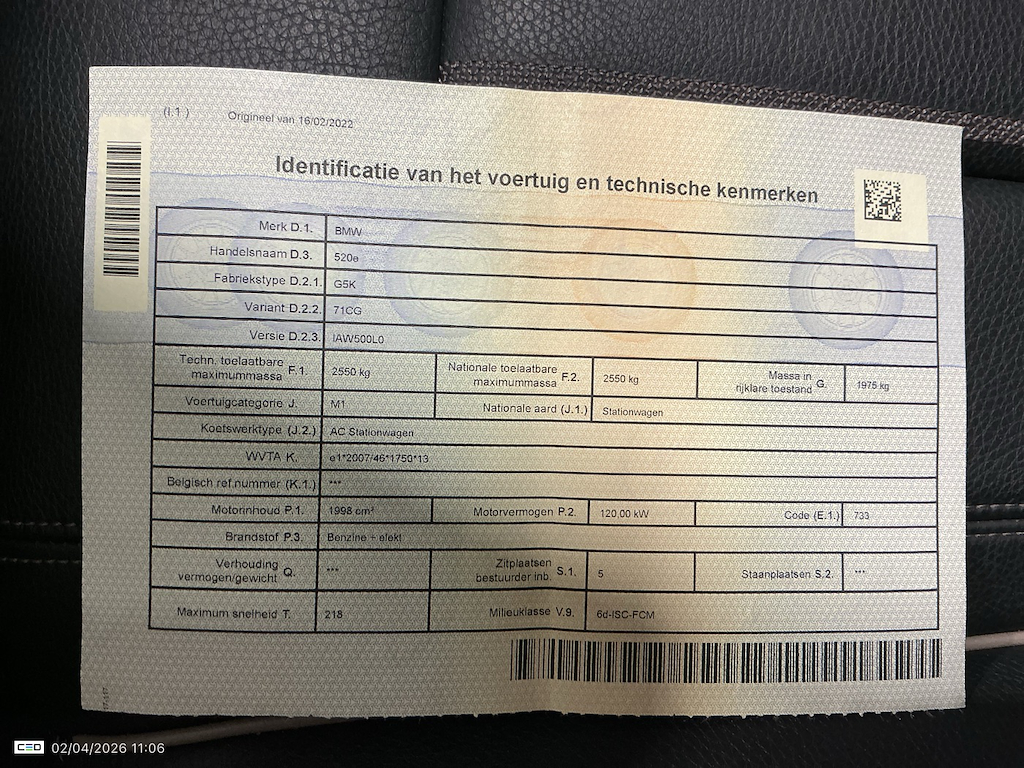 (I.1 ) Origineel van 16/02/2022
Identificatie van het voertuig en technische kenmerken
Merk D.1. BMW
Handelsnaam D.3. 520e
Fabriekstype D.2.1. G5K
Variant D.2.2. 71CG
Versie D.2.3. IAW500L0
Techn. toelaatbare maximummassa F.1. 2550 kg Nationale toelaatbare maximummassa F.2. 2550 kg Massa in rijklare toestand G. 1975 kg
Voertuigcategorie J. M1 Nationale aard (J.1.) Stationwagen
Koetswerktype (J.2.) AC Stationwagen
WVTA K. e1*2007/46*1750*13
Belgisch ref.nummer (K.1.) ***
Motorinhoud P.1. 1998 cm³ Motorvermogen P.2. 120,00 kW Code (E.1.) 733
Brandstof P.3. Benzine + elekt
Verhouding vermogen/gewicht Q. *** Zitplaatsen bestuurder inb. S.1. 5 Staanplaatsen S.2. ***
Maximum snelheid T. 218 Milieuklasse V.9. 6d-ISC-FCM
CEO 02/04/2026 11:06